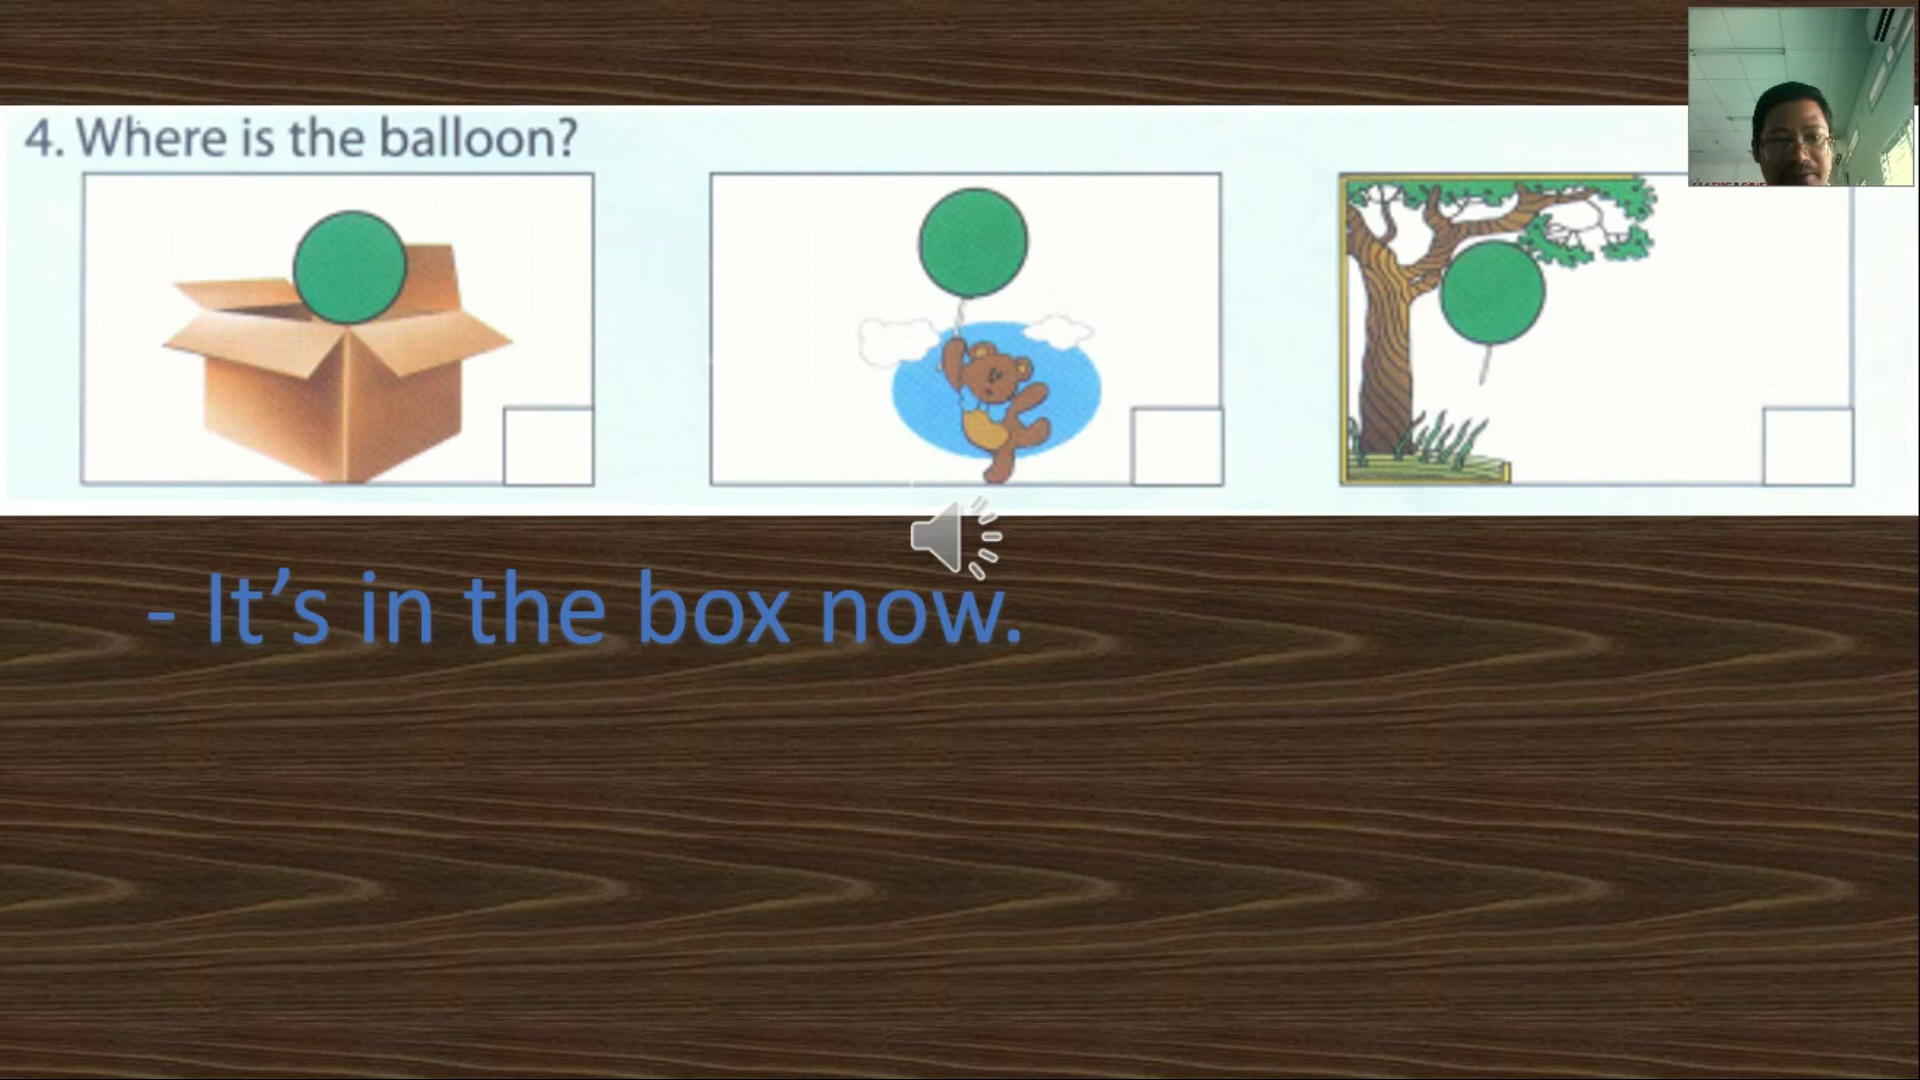 4. Where is the balloon?
- It’s in the box now.